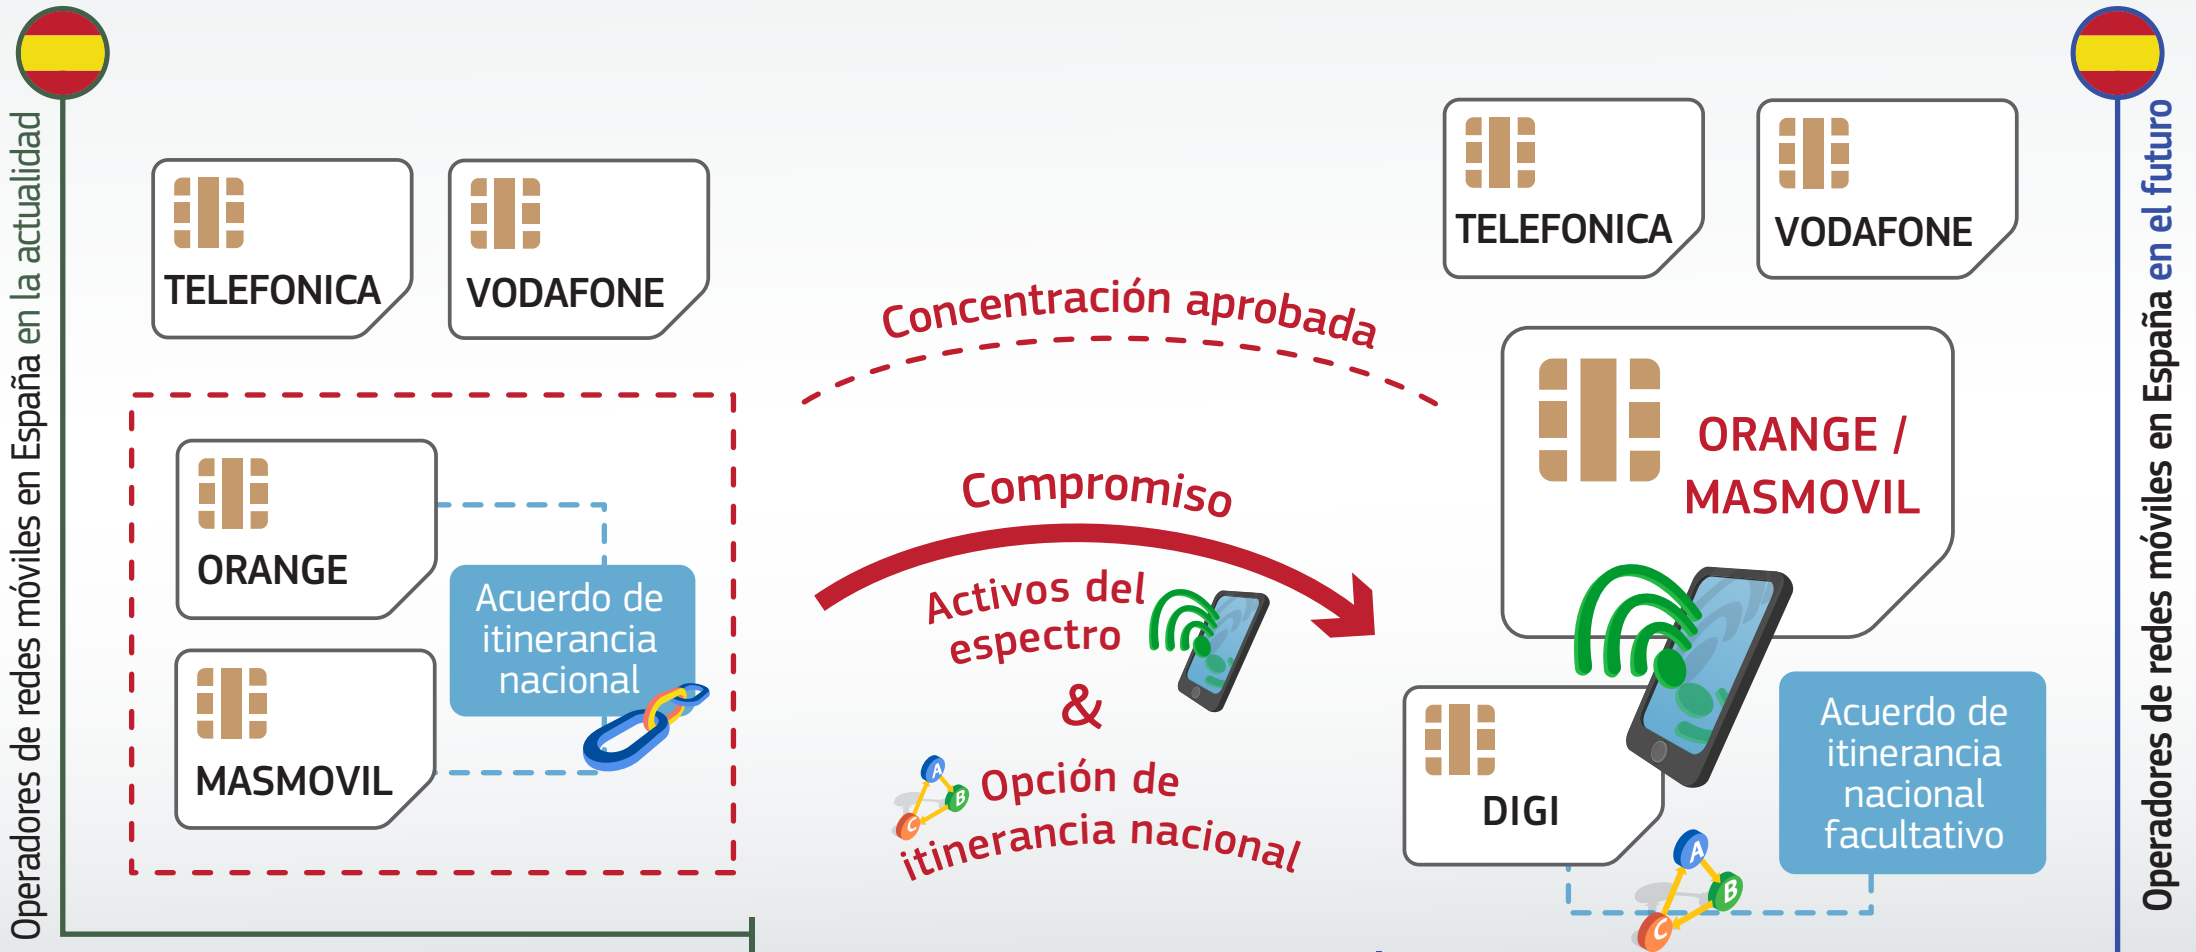 Operadores de redes móviles en España en la actualidad
TELEFONICA
VODAFONE
ORANGE
MASMOVIL
Acuerdo de
itinerancia
nacional
Concentración aprobada
Compromiso
Activos del
espectro
&
A
B
C
Opción de
itinerancia nacional
TELEFONICA
VODAFONE
ORANGE /
MASMOVIL
DIGI
Acuerdo de
itinerancia
nacional
facultativo
A
B
C
Operadores de redes móviles en España en el futuro